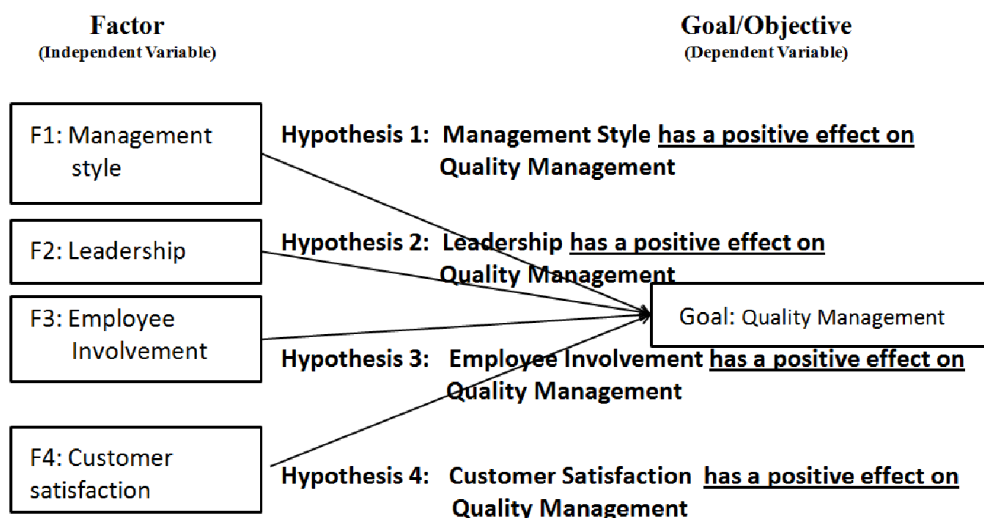 Factor
(Independent Variable)
Goal/Objective
(Dependent Variable)
F1: Management
style
Hypothesis 1: Management Style has a positive effect on
Quality Management
F2: Leadership
Hypothesis 2: Leadership has a positive effect on
Quality Management
F3: Employee
Involvement
Goal: Quality Management
Hypothesis 3: Employee Involvement has a positive effect on
Quality Management
F4: Customer
satisfaction
Hypothesis 4: Customer Satisfaction has a positive effect on
Quality Management